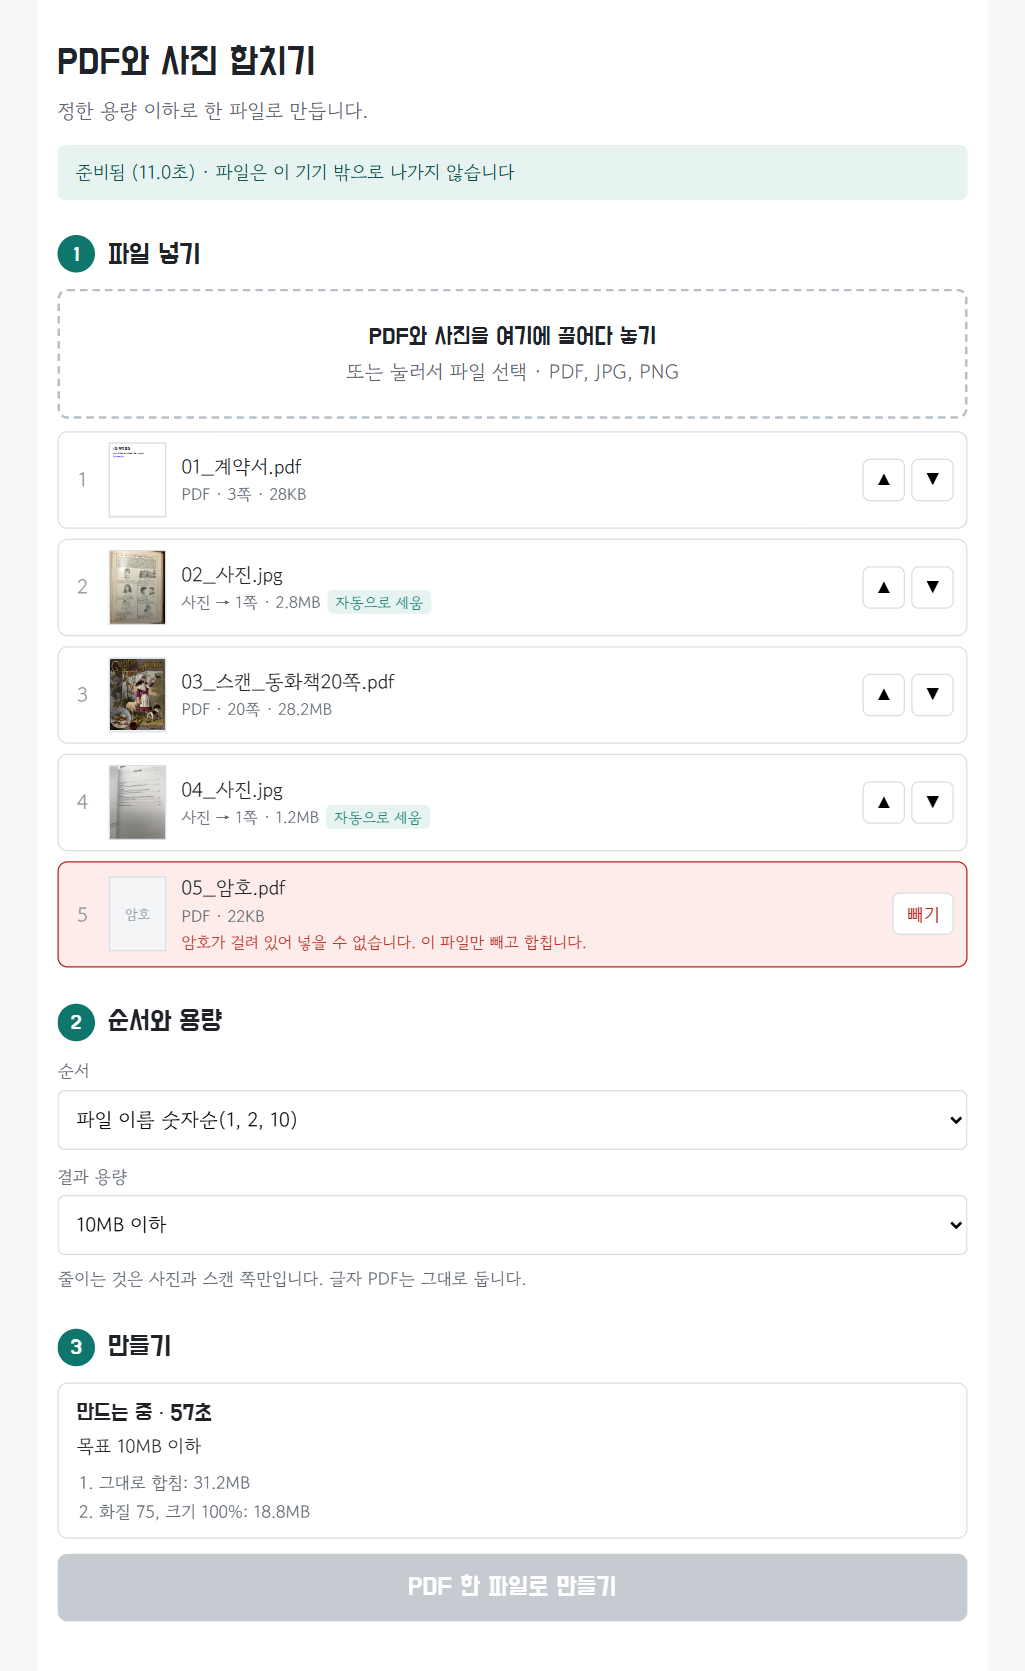 PDF와 사진 합치기
정한 용량 이하로 한 파일로 만듭니다.
준비됨 (11.0초) · 파일은 이 기기 밖으로 나가지 않습니다
1 파일 넣기
PDF와 사진을 여기에 끌어다 놓기
또는 눌러서 파일 선택 · PDF, JPG, PNG
1
01_계약서.pdf
PDF · 3쪽 · 28KB
▲ ▼
2
02_사진.jpg
사진 → 1쪽 · 2.8MB 자동으로 세움
▲ ▼
3
03_스캔_동화책20쪽.pdf
PDF · 20쪽 · 28.2MB
▲ ▼
4
04_사진.jpg
사진 → 1쪽 · 1.2MB 자동으로 세움
▲ ▼
5
암호
05_암호.pdf
PDF · 22KB
암호가 걸려 있어 넣을 수 없습니다. 이 파일만 빼고 합칩니다.
빼기
2 순서와 용량
순서
파일 이름 숫자순(1, 2, 10)
결과 용량
10MB 이하
줄이는 것은 사진과 스캔 쪽만입니다. 글자 PDF는 그대로 둡니다.
3 만들기
만드는 중 · 57초
목표 10MB 이하
1. 그대로 합침: 31.2MB
2. 화질 75, 크기 100%: 18.8MB
PDF 한 파일로 만들기